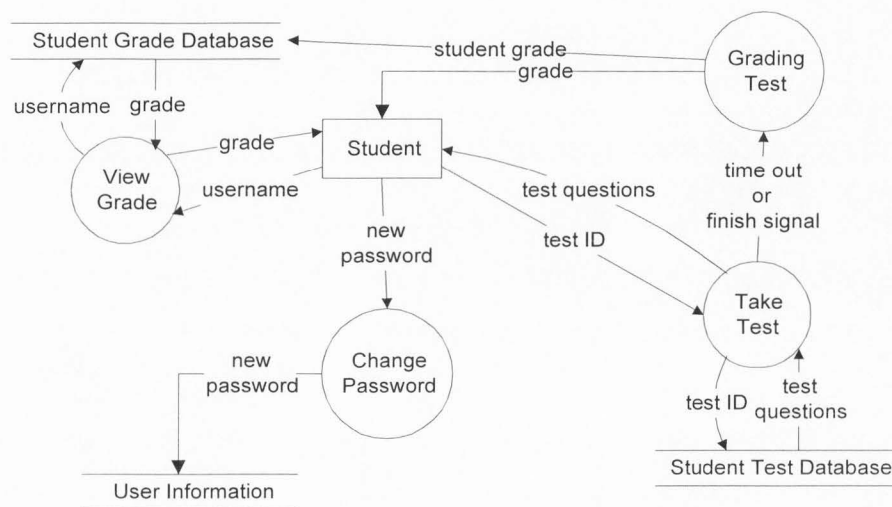 Student Grade Database
student grade
grade
Grading
Test
username
grade
grade
Student
View
Grade
username
test questions
time out
or
finish signal
new
password
test ID
Take
Test
new
password
Change
Password
test ID
test
questions
Student Test Database
User Information